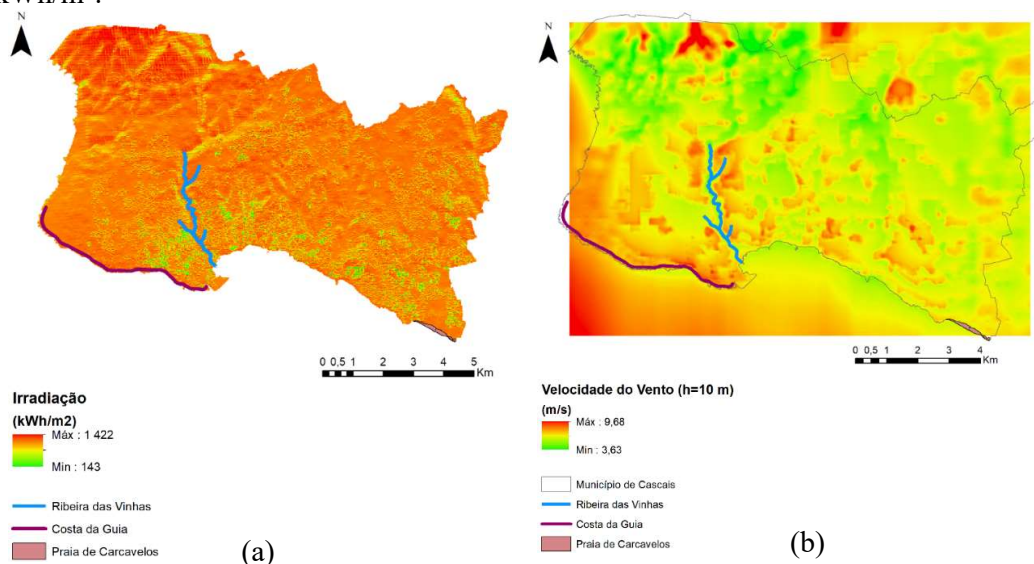 kWh/m².
N
0 0,5 1 2 3 4 5
Km
Irradiação
(kWh/m2)
Máx : 1 422
Min : 143
Ribeira das Vinhas
Costa da Guia
Praia de Carcavelos
(a)
N
0 0,5 1 2 3 4
Km
Velocidade do Vento (h=10 m)
(m/s)
Máx : 9,68
Min : 3,63
Município de Cascais
Ribeira das Vinhas
Costa da Guia
Praia de Carcavelos
(b)